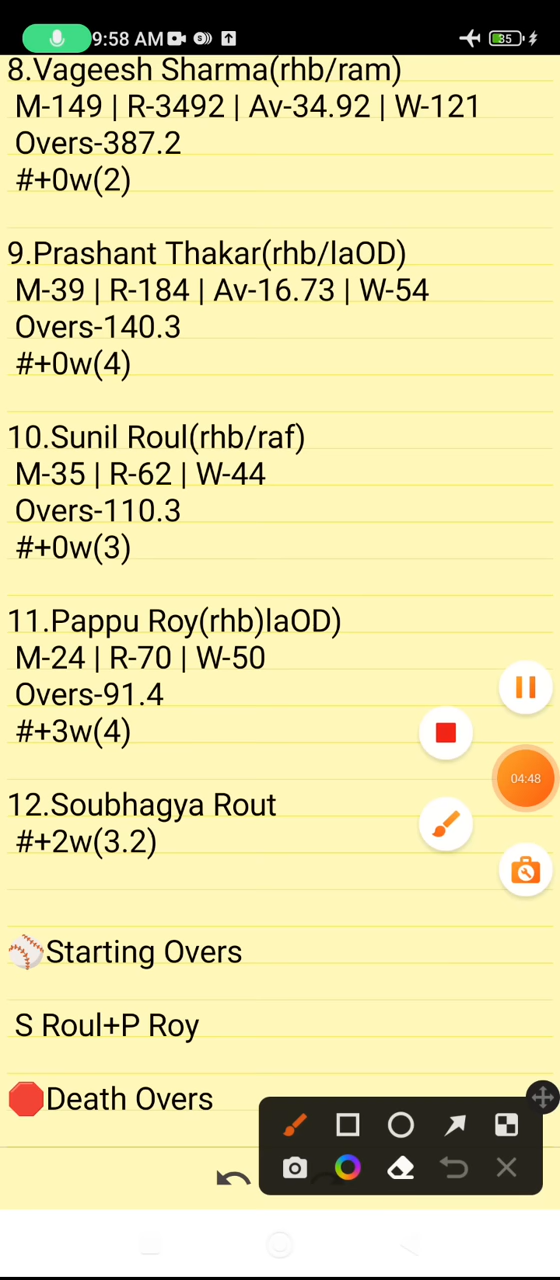 9:58 AM
35
8.Vageesh Sharma(rhb/ram)
M-149 | R-3492 | Av-34.92 | W-121
Overs-387.2
#+0w(2)
9.Prashant Thakar(rhb/laOD)
M-39 | R-184 | Av-16.73 | W-54
Overs-140.3
#+0w(4)
10.Sunil Roul(rhb/raf)
M-35 | R-62 | W-44
Overs-110.3
#+0w(3)
11.Pappu Roy(rhb)laOD)
M-24 | R-70 | W-50
Overs-91.4
#+3w(4)
04:48
12.Soubhagya Rout
#+2w(3.2)
⚾Starting Overs
S Roul+P Roy
🛑Death Overs